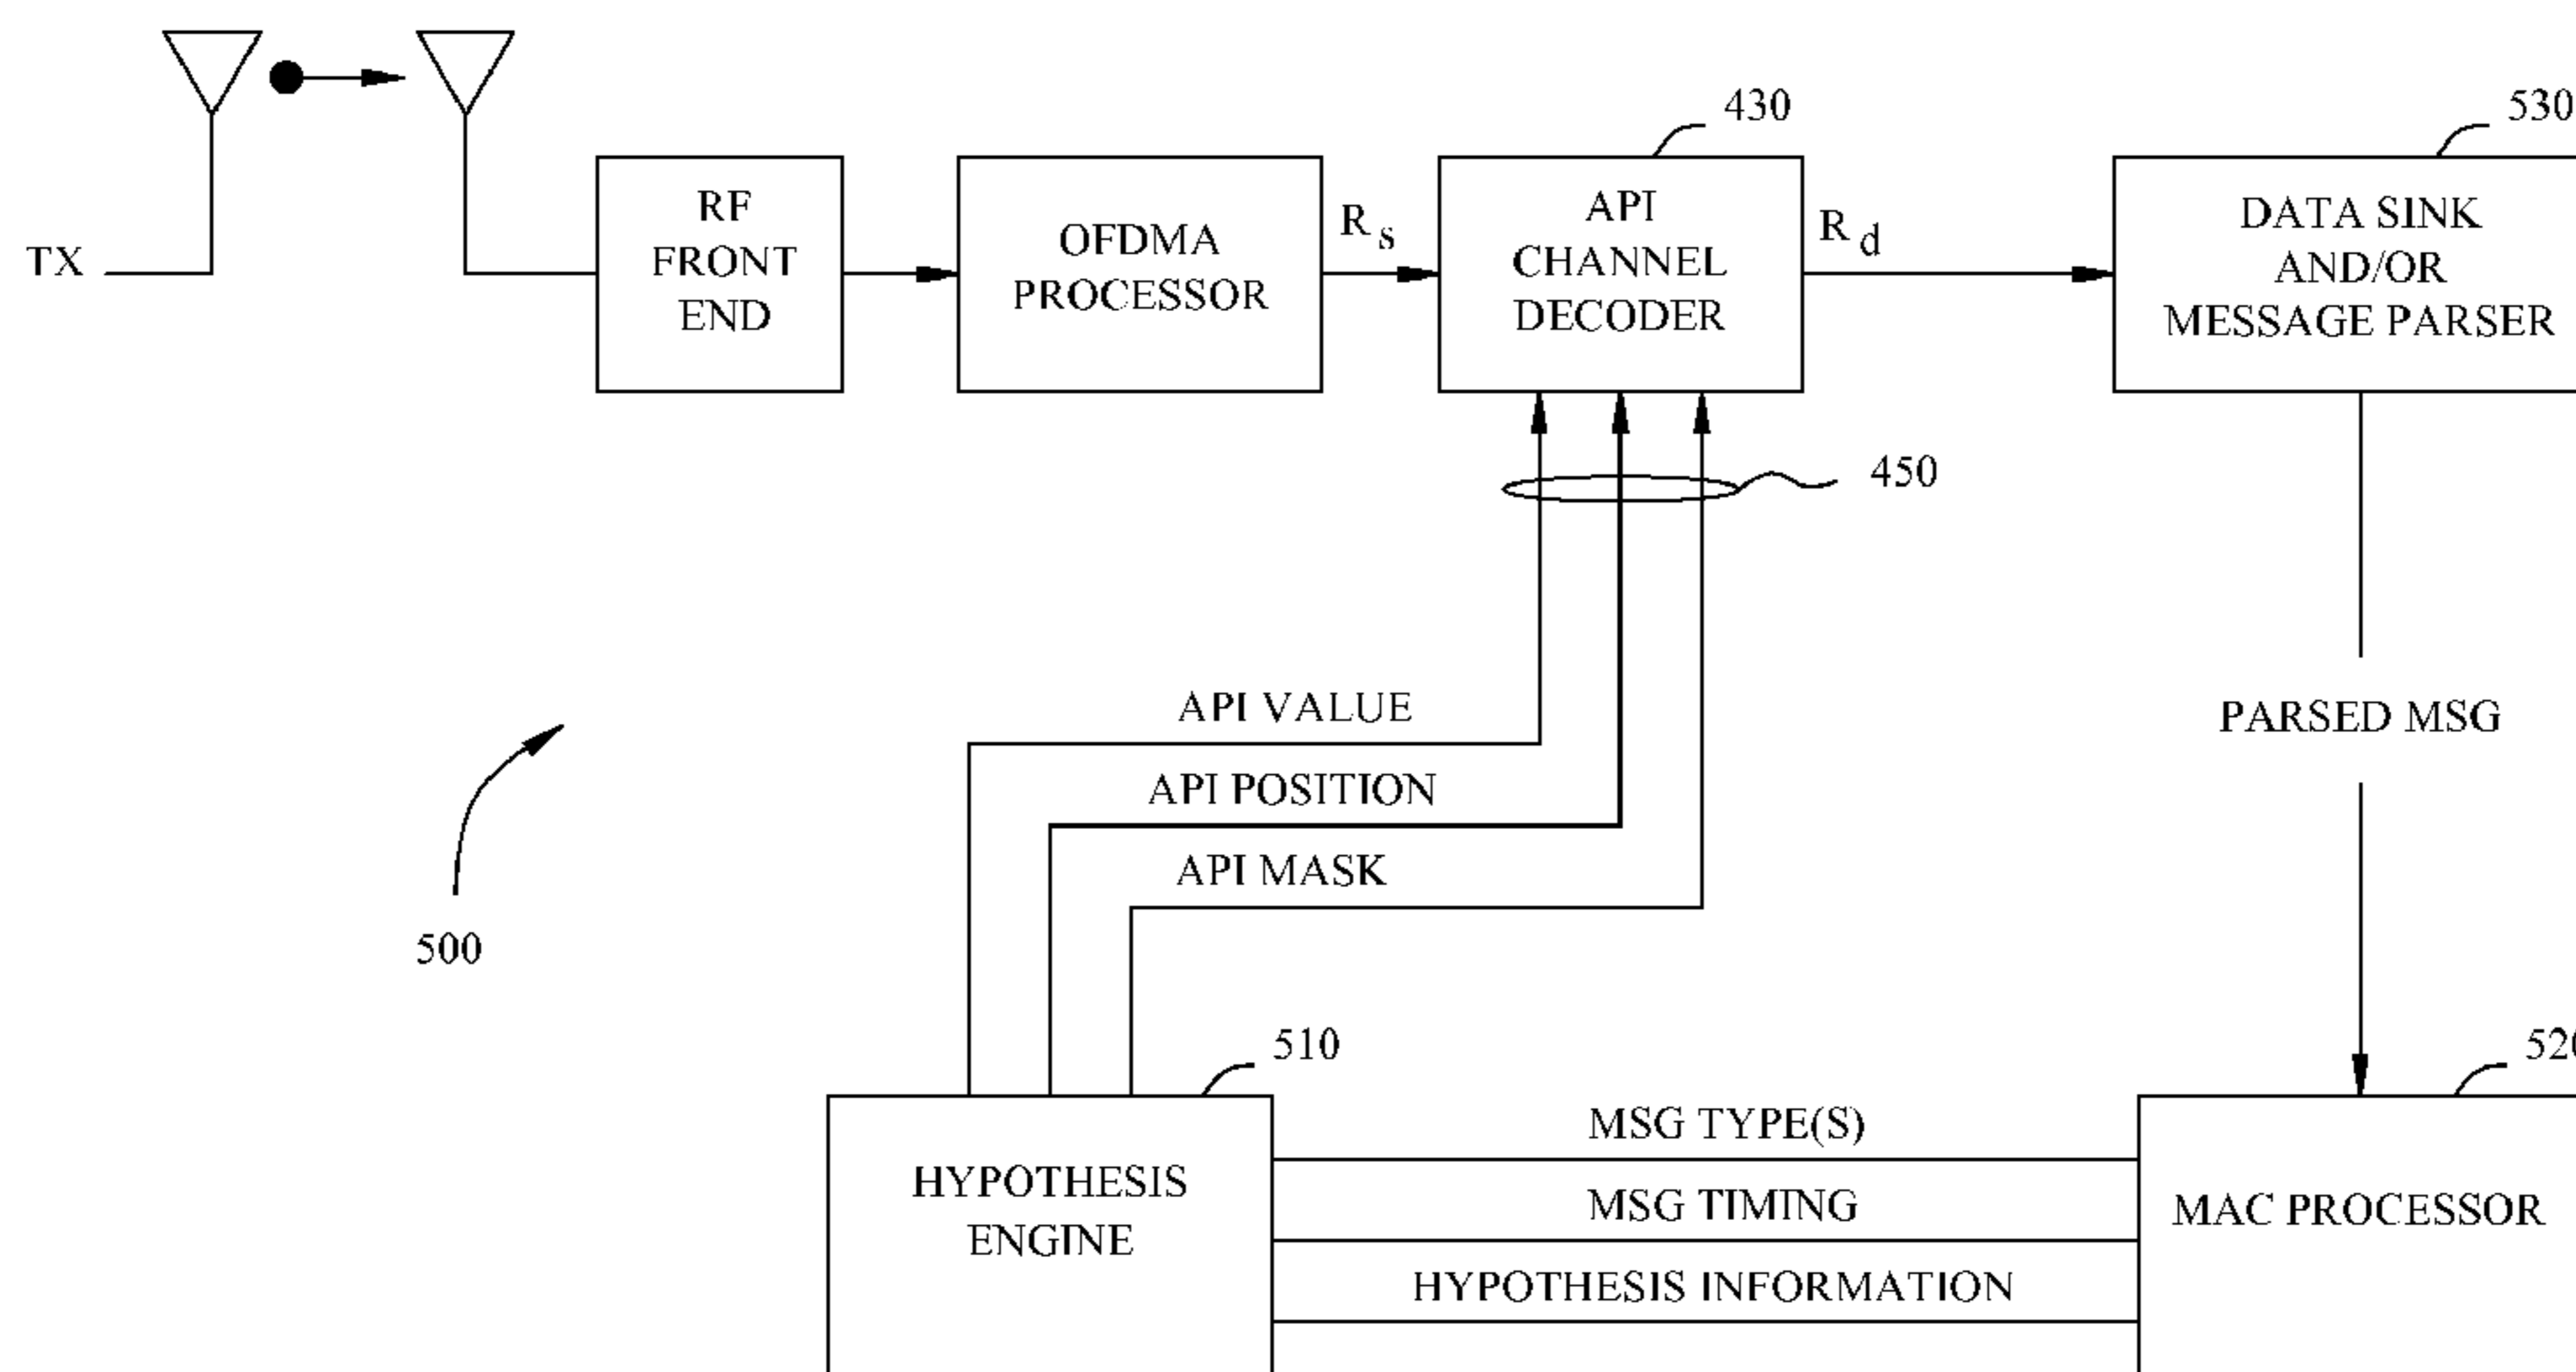 430
530
TX
RF
FRONT
END
OFDMA
PROCESSOR
R s
API
CHANNEL
DECODER
R d
DATA SINK
AND/OR
MESSAGE PARSER
450
API VALUE
API POSITION
API MASK
PARSED MSG
500
510
520
HYPOTHESIS
ENGINE
MSG TYPE(S)
MSG TIMING
HYPOTHESIS INFORMATION
MAC PROCESSOR